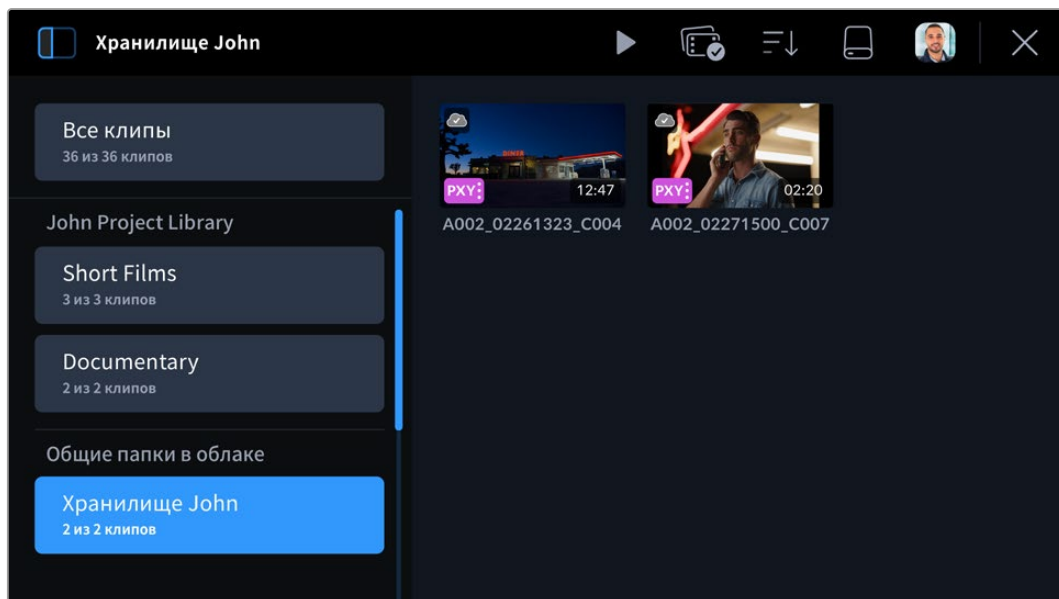 Хранилище John
Все клипы
36 из 36 клипов
John Project Library
Short Films
3 из 3 клипов
Documentary
2 из 2 клипов
Общие папки в облаке
Хранилище John
2 из 2 клипов
DINER
PXY
12:47
A002_02261323_C004
PXY
02:20
A002_02271500_C007